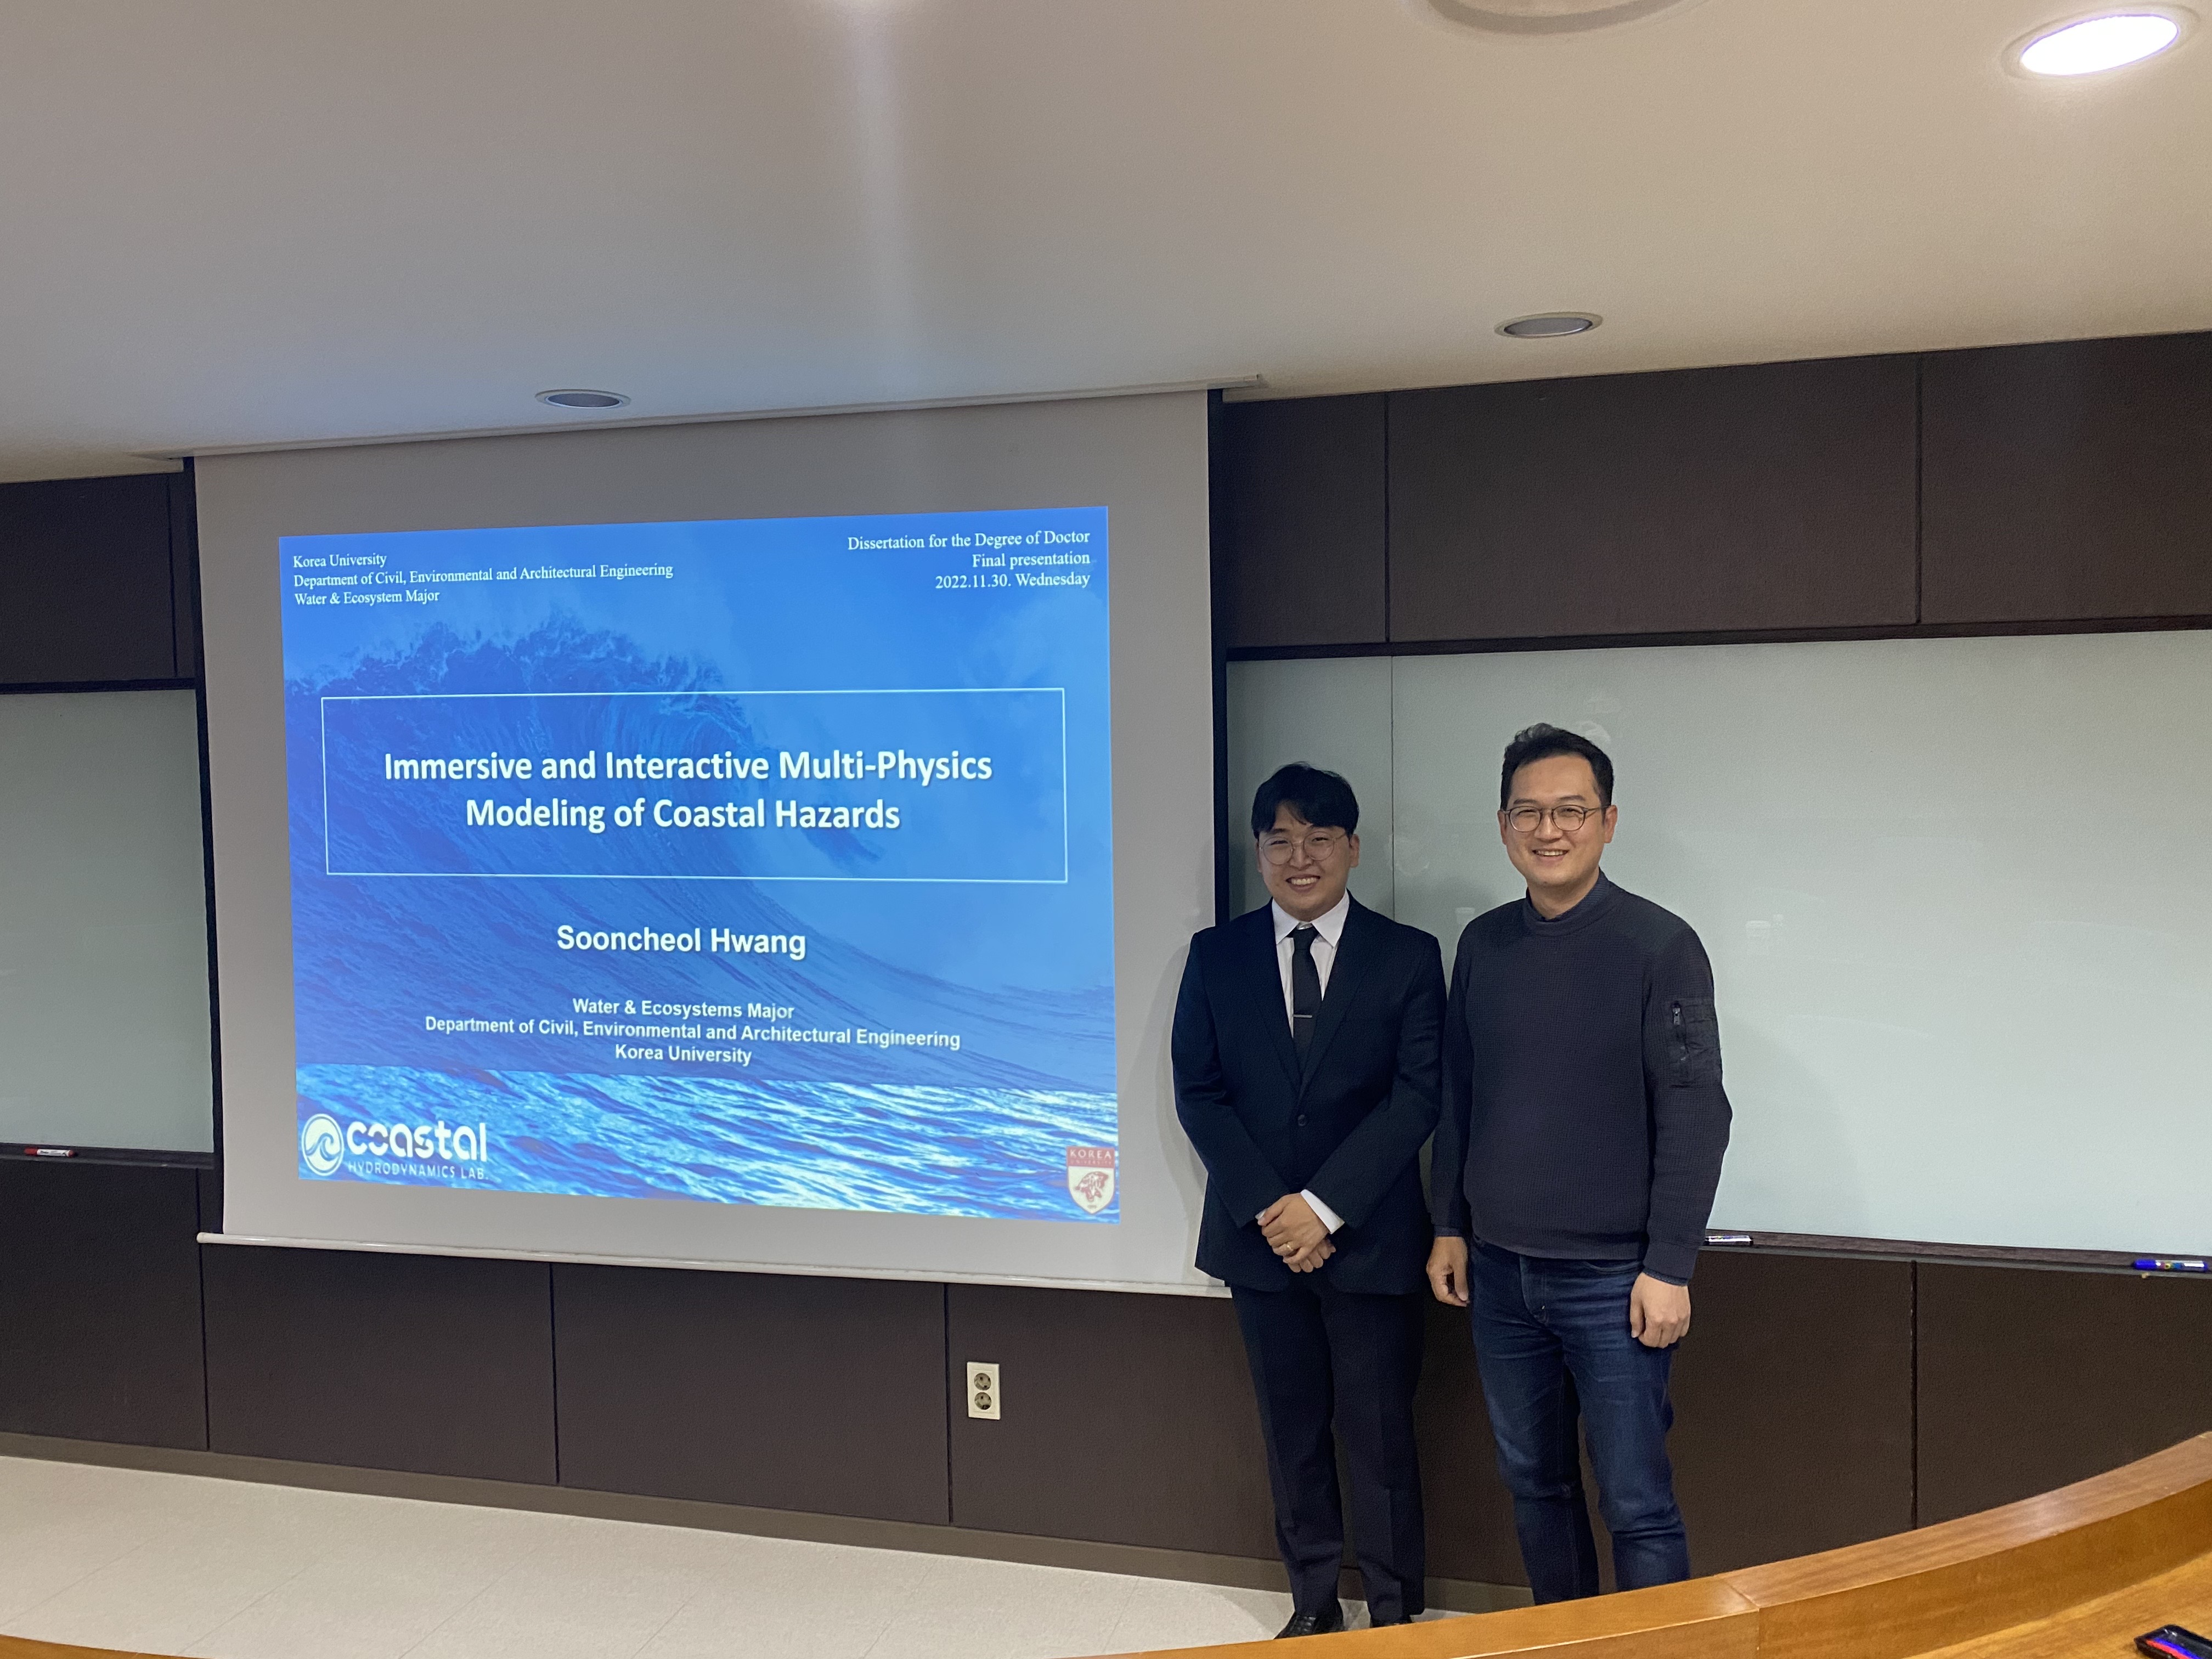 Korea University
Department of Civil, Environmental and Architectural Engineering
Water & Ecosystem Major
Dissertation for the Degree of Doctor
Final presentation
2022.11.30. Wednesday
Immersive and Interactive Multi-Physics
Modeling of Coastal Hazards
Sooncheol Hwang
Water & Ecosystems Major
Department of Civil, Environmental and Architectural Engineering
Korea University
coastal
HYDRODYNAMICS LAB.
KOREA